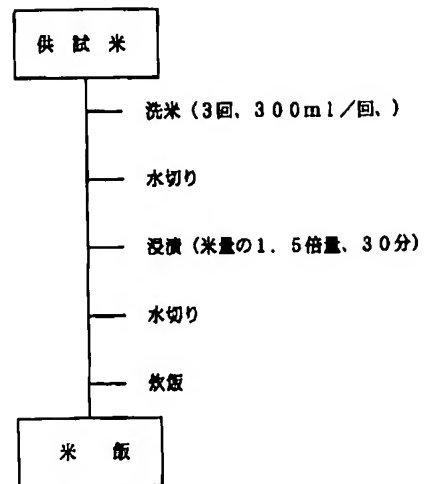 供試米
洗米（3回、300ml／回、）
水切り
浸漬（米量の1．5倍量、30分）
水切り
炊飯
米飯